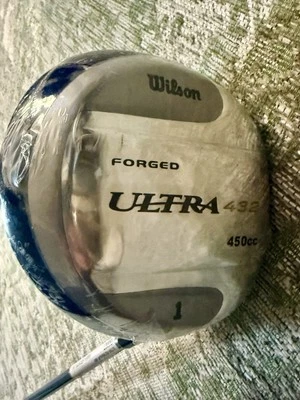 Wilson
FORGED
ULTRA 432
450cc
1